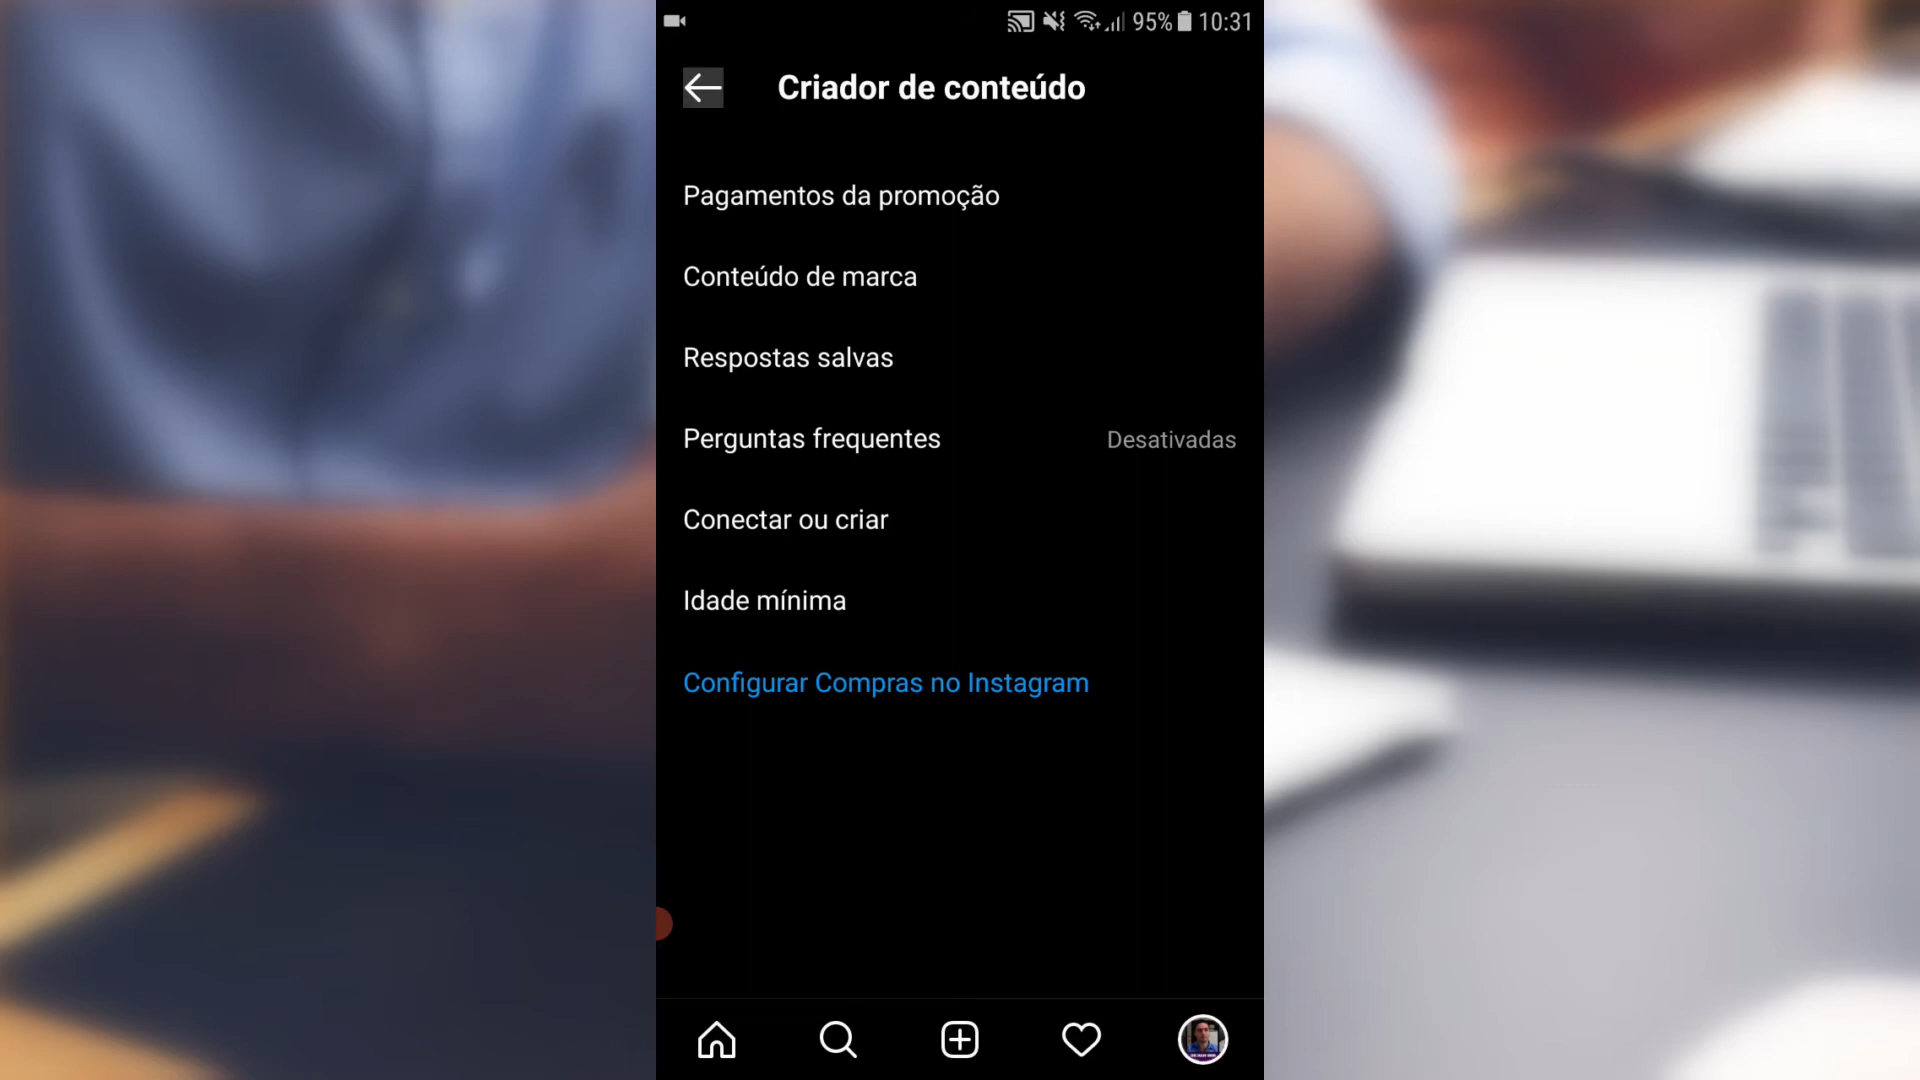 95% 10:31
Criador de conteúdo
Pagamentos da promoção
Conteúdo de marca
Respostas salvas
Perguntas frequentes Desativadas
Conectar ou criar
Idade mínima
Configurar Compras no Instagram